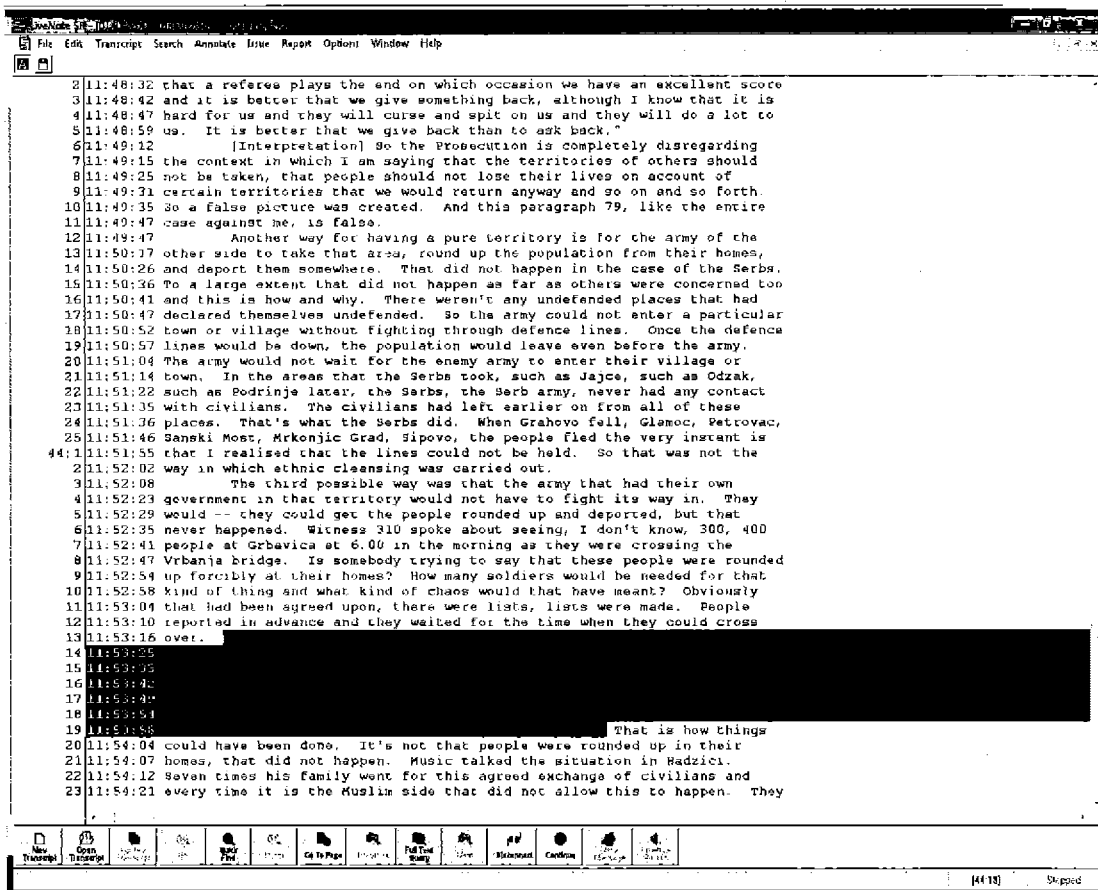 File Edit Transcript Search Annotate Issue Report Options Window Help
2 11:48:32 that a referee plays the end on which occasion we have an excellent score
3 11:48:42 and it is better that we give something back, although I know that it is
4 11:48:47 hard for us and they will curse and spit on us and they will do a lot to
5 11:48:59 us. It is better that we give back than to ask back."
6 11:49:12 [Interpretation] So the Prosecution is completely disregarding
7 11:49:15 the context in which I am saying that the territories of others should
8 11:49:25 not be taken, that people should not lose their lives on account of
9 11:49:31 certain territories that we would return anyway and so on and so forth.
10 11:49:35 So a false picture was created. And this paragraph 79, like the entire
11 11:49:47 case against me, is false.
12 11:49:47 Another way for having a pure territory is for the army of the
13 11:50:17 other side to take that area, round up the population from their homes,
14 11:50:26 and deport them somewhere. That did not happen in the case of the Serbs.
15 11:50:36 To a large extent that did not happen as far as others were concerned too
16 11:50:41 and this is how and why. There weren't any undefended places that had
17 11:50:47 declared themselves undefended. So the army could not enter a particular
18 11:50:52 town or village without fighting through defence lines. Once the defence
19 11:50:57 lines would be down, the population would leave even before the army.
20 11:51:04 The army would not wait for the enemy army to enter their village or
21 11:51:14 town. In the areas that the Serbs took, such as Jajce, such as Odzak,
22 11:51:22 such as Podrinje later, the Serbs, the Serb army, never had any contact
23 11:51:35 with civilians. The civilians had left earlier on from all of these
24 11:51:36 places. That's what the Serbs did. When Grahovo fell, Glamoc, Petrovac,
25 11:51:46 Sanski Most, Mrkonjic Grad, Sipovo, the people fled the very instant is
44:1 11:51:55 that I realised that the lines could not be held. So that was not the
2 11:52:02 way in which ethnic cleansing was carried out.
3 11:52:08 The third possible way was that the army that had their own
4 11:52:23 government in that territory would not have to fight its way in. They
5 11:52:29 would -- they could get the people rounded up and deported, but that
6 11:52:35 never happened. Witness 310 spoke about seeing, I don't know, 300, 400
7 11:52:41 people at Grbavica at 6.00 in the morning as they were crossing the
8 11:52:47 Vrbanja bridge. Is somebody trying to say that these people were rounded
9 11:52:54 up forcibly at their homes? How many soldiers would be needed for that
10 11:52:58 kind of thing and what kind of chaos would that have meant? Obviously
11 11:53:04 that had been agreed upon, there were lists, lists were made. People
12 11:53:10 reported in advance and they waited for the time when they could cross
13 11:53:16 over.
14 11:53:25
15 11:53:35
16 11:53:42
17 11:53:49
18 11:53:54
19 11:53:58 That is how things
20 11:54:04 could have been done. It's not that people were rounded up in their
21 11:54:07 homes, that did not happen. Music talked the situation in Hadzici.
22 11:54:12 Seven times his family went for this agreed exchange of civilians and
23 11:54:21 every time it is the Muslim side that did not allow this to happen. They
New Transcript Open Transcript Quick Find Go To Page Full Text Query Disconnect Continue
[44:18] Stopped